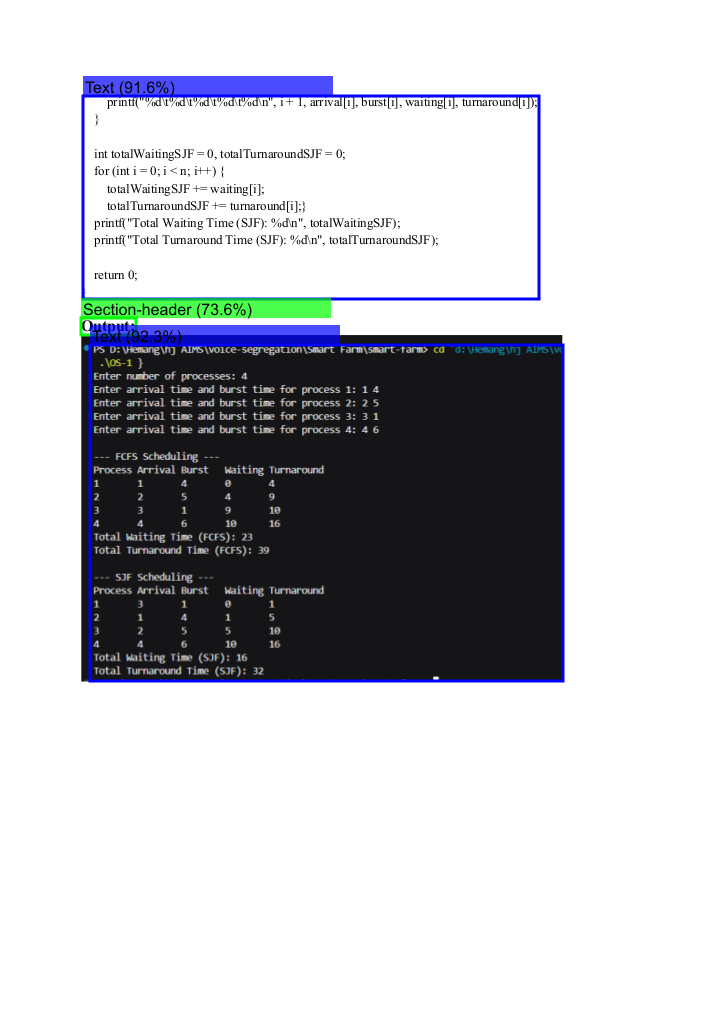 Text (91.6%)
printf("%d\t%d\t%d\t%d\t%d\n", i + 1, arrival[i], burst[i], waiting[i], turnaround[i]);
}
int totalWaitingSJF = 0, totalTurnaroundSJF = 0;
for (int i = 0; i < n; i++) {
totalWaitingSJF += waiting[i];
totalTurnaroundSJF += turnaround[i];}
printf("Total Waiting Time (SJF): %d\n", totalWaitingSJF);
printf("Total Turnaround Time (SJF): %d\n", totalTurnaroundSJF);
return 0;
Section-header (73.6%)
Output:
Text (92.3%)
PS D:\Hemang\hj AIMS\voice-segregation\Smart Farm\smart-farm> cd "d:\Hemang\hj AIMS\
.\OS-1 }
Enter number of processes: 4
Enter arrival time and burst time for process 1: 1 4
Enter arrival time and burst time for process 2: 2 5
Enter arrival time and burst time for process 3: 3 1
Enter arrival time and burst time for process 4: 4 6
--- FCFS Scheduling ---
Process Arrival Burst Waiting Turnaround
1 1 4 0 4
2 2 5 4 9
3 3 1 9 10
4 4 6 10 16
Total Waiting Time (FCFS): 23
Total Turnaround Time (FCFS): 39
--- SJF Scheduling ---
Process Arrival Burst Waiting Turnaround
1 3 1 0 1
2 1 4 1 5
3 2 5 5 10
4 4 6 10 16
Total Waiting Time (SJF): 16
Total Turnaround Time (SJF): 32